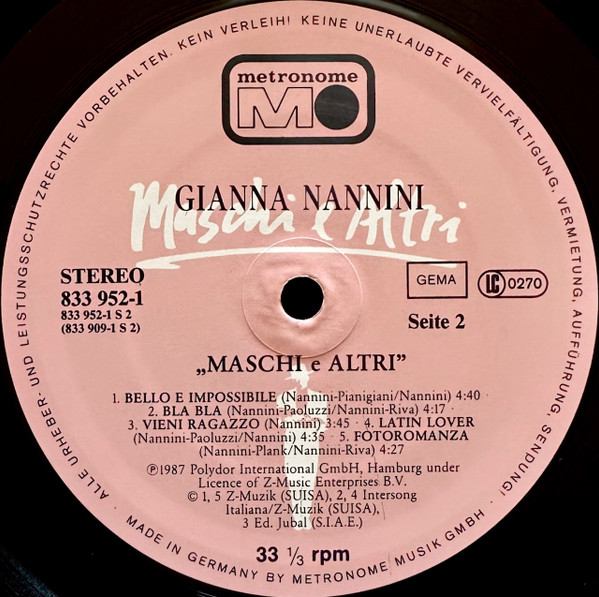 ALLE URHEBER- UND LEISTUNGSSCHUTZRECHTE VORBEHALTEN. KEIN VERLEIH! KEINE UNERLAUBTE VERVIELFÄLTIGUNG, VERMIETUNG, AUFFÜHRUNG, SENDUNG!
metronome
MO
GIANNA NANNINI
Maschi e Altri
STEREO
833 952-1
833 952-1 S 2
(833 909-1 S 2)
GEMA
LC 0270
Seite 2
„MASCHI e ALTRI”
1. BELLO E IMPOSSIBILE (Nannini-Pianigiani/Nannini) 4:40 ·
2. BLA BLA (Nannini-Paoluzzi/Nannini-Riva) 4:17 ·
3. VIENI RAGAZZO (Nannini) 3:45 · 4. LATIN LOVER
(Nannini-Paoluzzi/Nannini) 4:35 · 5. FOTOROMANZA
(Nannini-Plank/Nannini-Riva) 4:27
Ⓟ1987 Polydor International GmbH, Hamburg under
Licence of Z-Music Enterprises B.V.
© 1, 5 Z-Muzik (SUISA), 2, 4 Intersong
Italiana/Z-Muzik (SUISA),
3 Ed. Jubal (S.I.A.E.)
33 1/3 rpm
· MADE IN GERMANY BY METRONOME MUSIK GMBH ·